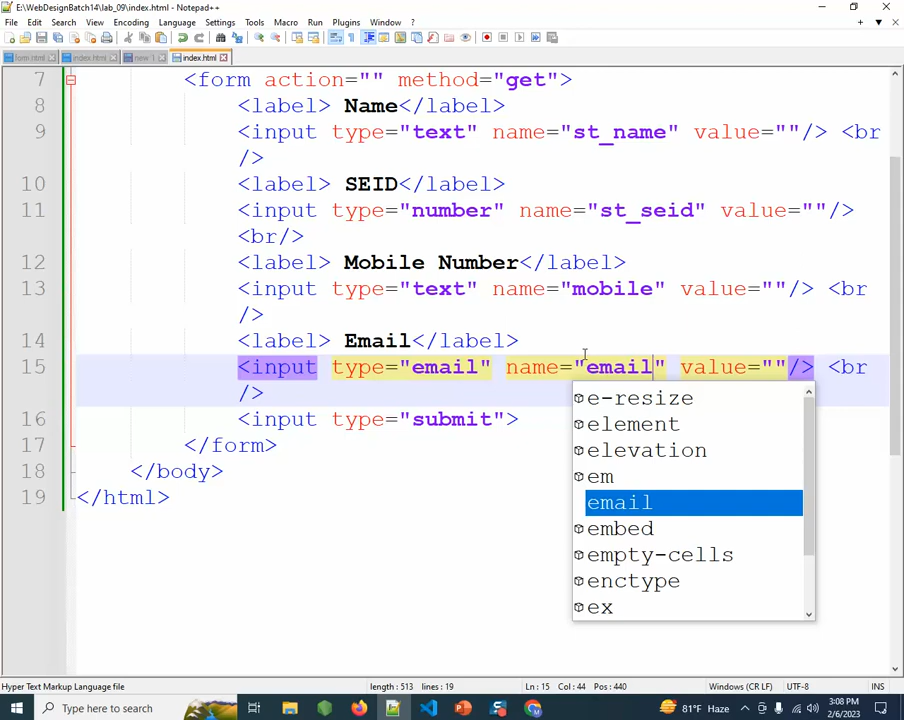 E:\WebDesignBatch14\lab_09\index.html - Notepad++
File Edit Search View Encoding Language Settings Tools Macro Run Plugins Window ?
form.html index.html new 1 index.html
7 <form action="" method="get">
8 <label> Name</label>
9 <input type="text" name="st_name" value=""/> <br
/>
10 <label> SEID</label>
11 <input type="number" name="st_seid" value=""/>
<br/>
12 <label> Mobile Number</label>
13 <input type="text" name="mobile" value=""/> <br
/>
14 <label> Email</label>
15 <input type="email" name="email" value=""/> <br
/>
16 <input type="submit">
17 </form>
18 </body>
19 </html>
e-resize
element
elevation
em
email
embed
empty-cells
enctype
ex
Hyper Text Markup Language file length : 513 lines : 19 Ln : 15 Col : 44 Pos : 440 Windows (CR LF) UTF-8 INS
Type here to search 81°F Haze 3:08 PM
2/6/2023